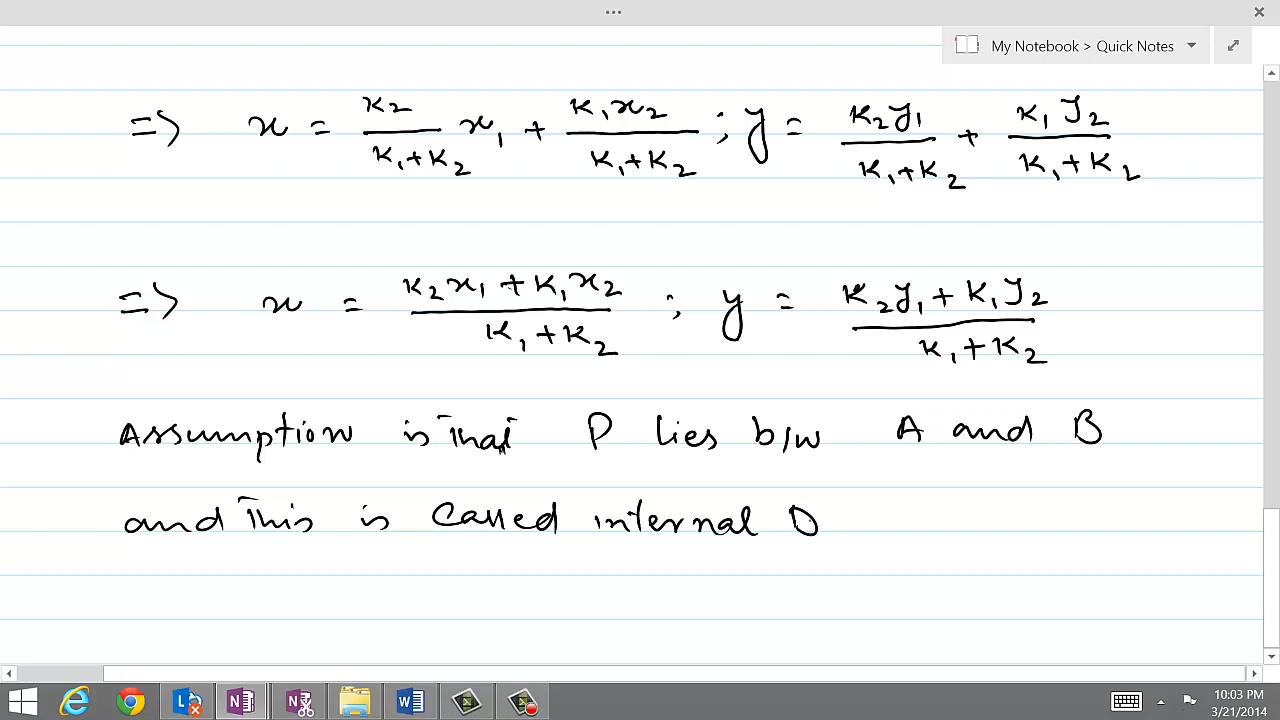 My Notebook > Quick Notes
=> x = K2/(K1+K2) x1 + K1x2/(K1+K2) ; y = K2y1/(K1+K2) + K1y2/(K1+K2)
=> x = (K2x1 + K1x2)/(K1+K2) ; y = (K2y1 + K1y2)/(K1+K2)
Assumption is that P lies b/w A and B
and this is called internal D
10:03 PM
3/21/2014